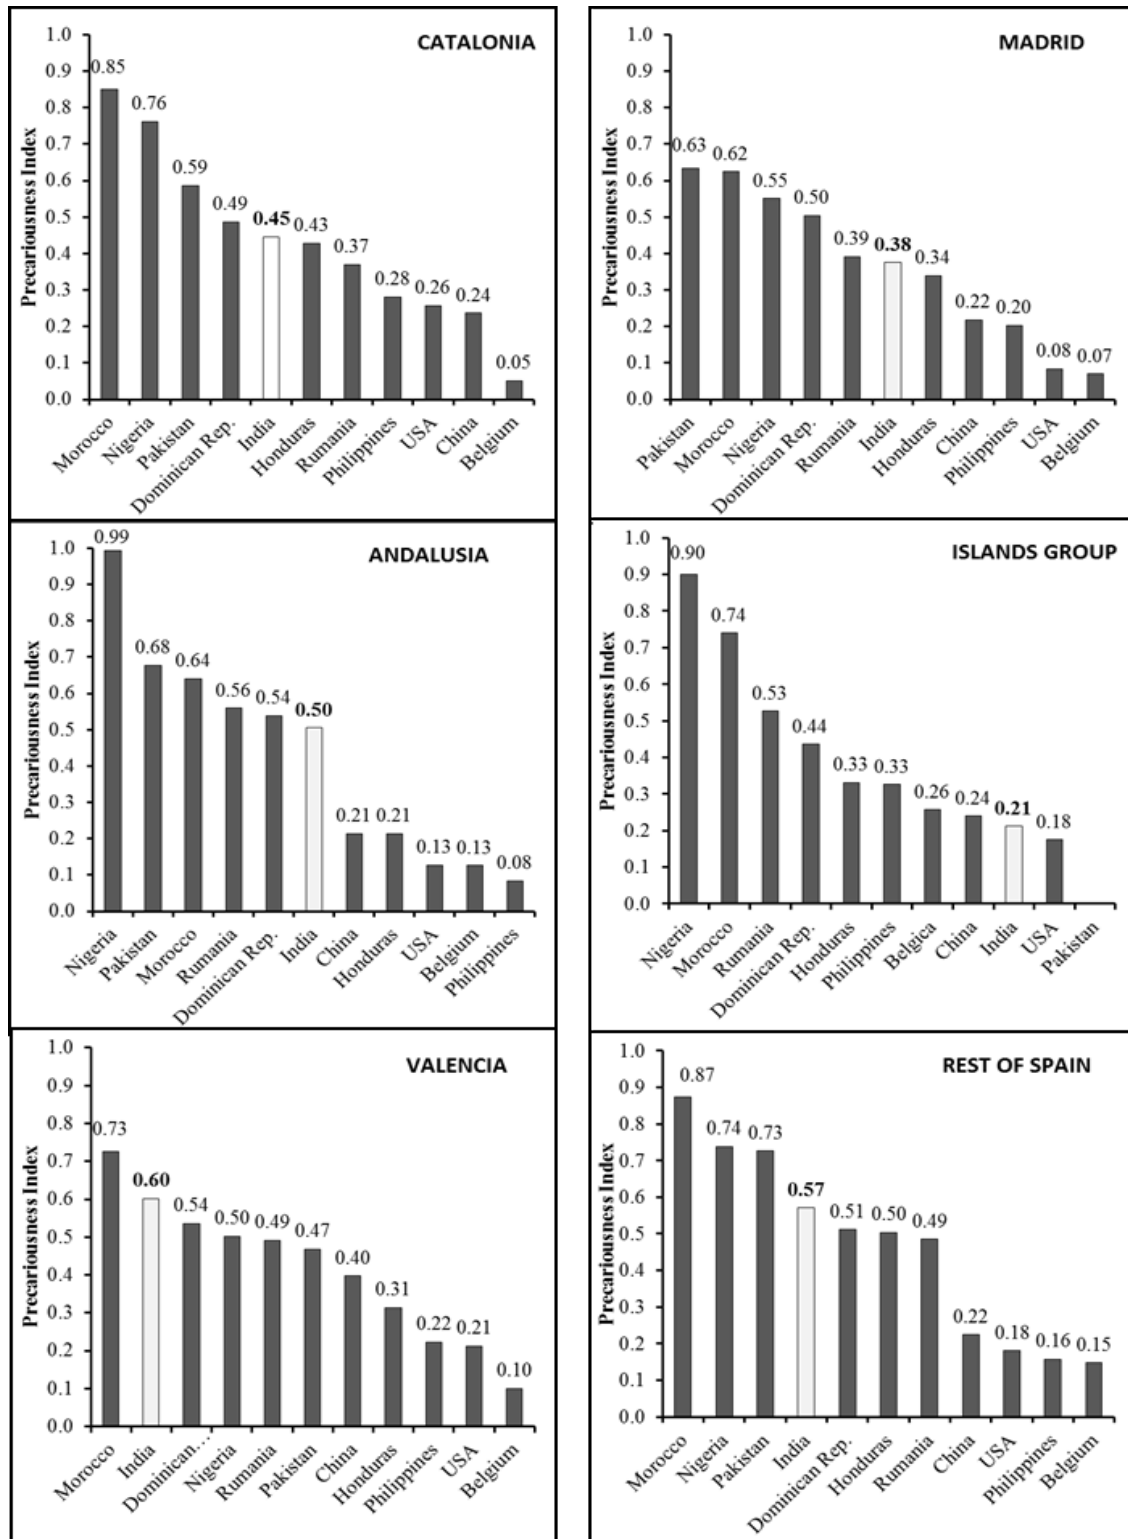 CATALONIA
Precariousness Index
1.0
0.9
0.8
0.7
0.6
0.5
0.4
0.3
0.2
0.1
0.0
0.85
0.76
0.59
0.49
0.45
0.43
0.37
0.28
0.26
0.24
0.05
Morocco
Nigeria
Pakistan
Dominican Rep.
India
Honduras
Rumania
Philippines
USA
China
Belgium
MADRID
Precariousness Index
1.0
0.9
0.8
0.7
0.6
0.5
0.4
0.3
0.2
0.1
0.0
0.63
0.62
0.55
0.50
0.39
0.38
0.34
0.22
0.20
0.08
0.07
Pakistan
Morocco
Nigeria
Dominican Rep.
Rumania
India
Honduras
China
Philippines
USA
Belgium
ANDALUSIA
Precariousness Index
1.0
0.9
0.8
0.7
0.6
0.5
0.4
0.3
0.2
0.1
0.0
0.99
0.68
0.64
0.56
0.54
0.50
0.21
0.21
0.13
0.13
0.08
Nigeria
Pakistan
Morocco
Rumania
Dominican Rep.
India
China
Honduras
USA
Belgium
Philippines
ISLANDS GROUP
Precariousness Index
1.0
0.9
0.8
0.7
0.6
0.5
0.4
0.3
0.2
0.1
0.0
0.90
0.74
0.53
0.44
0.33
0.33
0.26
0.24
0.21
0.18
Nigeria
Morocco
Rumania
Dominican Rep.
Honduras
Philippines
Belgica
China
India
USA
Pakistan
VALENCIA
Precariousness Index
1.0
0.9
0.8
0.7
0.6
0.5
0.4
0.3
0.2
0.1
0.0
0.73
0.60
0.54
0.50
0.49
0.47
0.40
0.31
0.22
0.21
0.10
Morocco
India
Dominican…
Nigeria
Rumania
Pakistan
China
Honduras
Philippines
USA
Belgium
REST OF SPAIN
Precariousness Index
1.0
0.9
0.8
0.7
0.6
0.5
0.4
0.3
0.2
0.1
0.0
0.87
0.74
0.73
0.57
0.51
0.50
0.49
0.22
0.18
0.16
0.15
Morocco
Nigeria
Pakistan
India
Dominican Rep.
Honduras
Rumania
China
USA
Philippines
Belgium